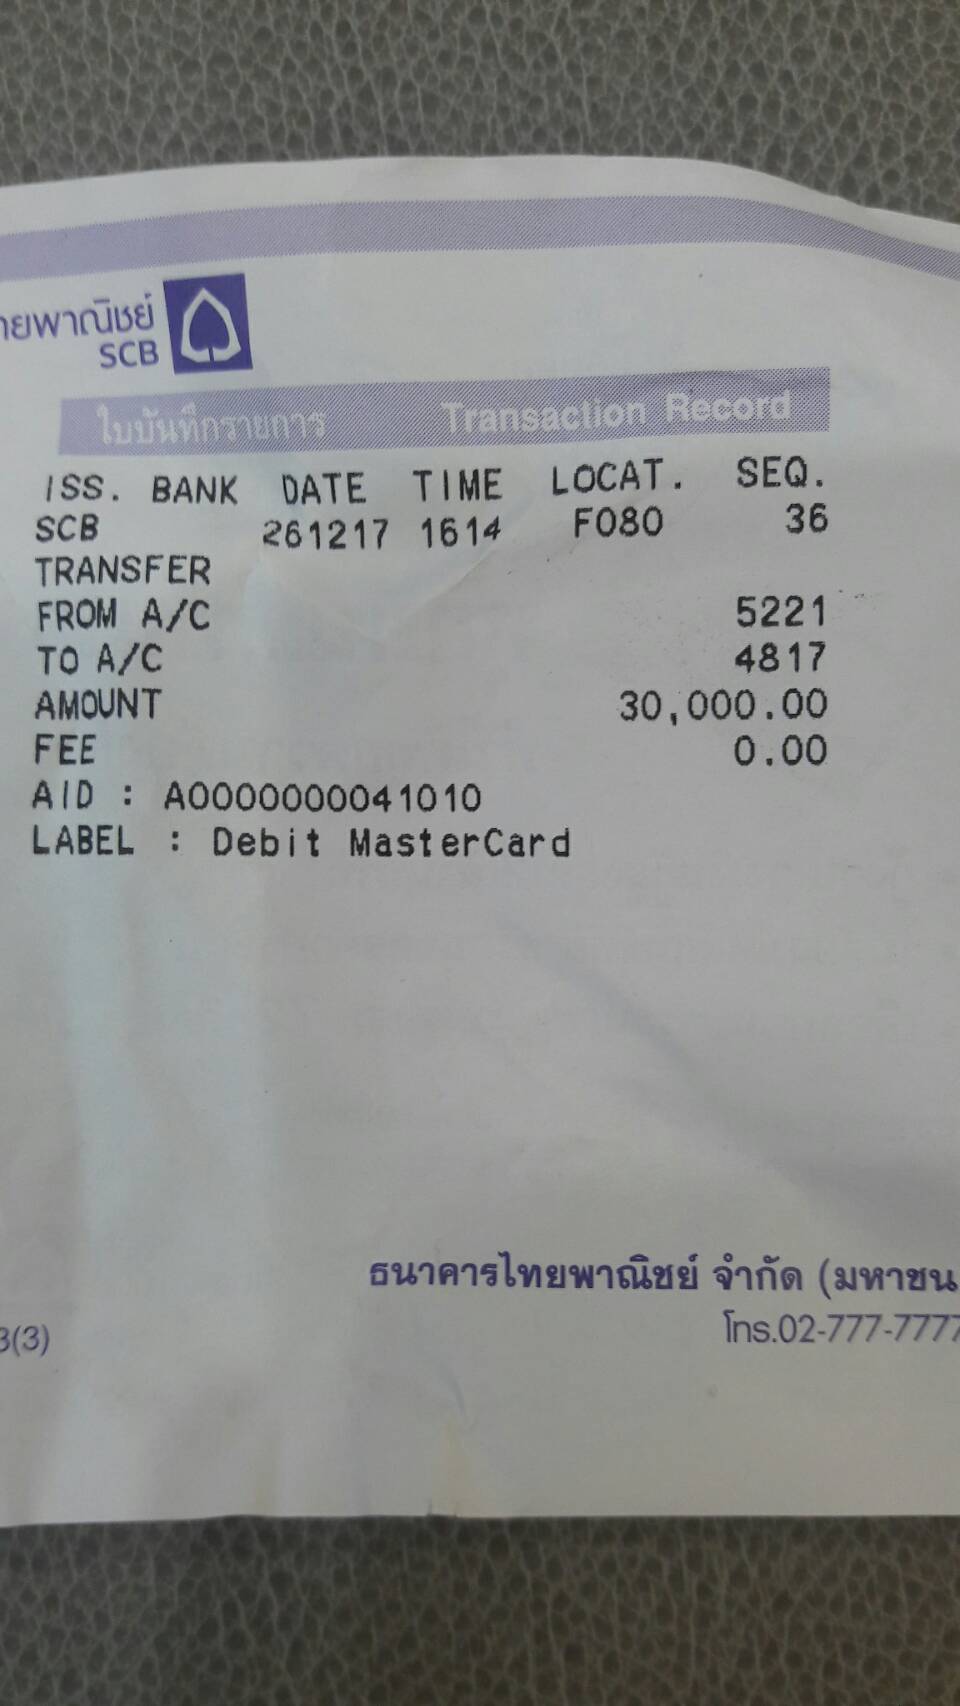 ทยพาณิชย์
SCB
ใบบันทึกรายการ Transaction Record
ISS. BANK DATE TIME LOCAT. SEQ.
SCB 261217 1614 F080 36
TRANSFER
FROM A/C 5221
TO A/C 4817
AMOUNT 30,000.00
FEE 0.00
AID : A0000000041010
LABEL : Debit MasterCard
ธนาคารไทยพาณิชย์ จำกัด (มหาชน
โทร.02-777-7777
3(3)